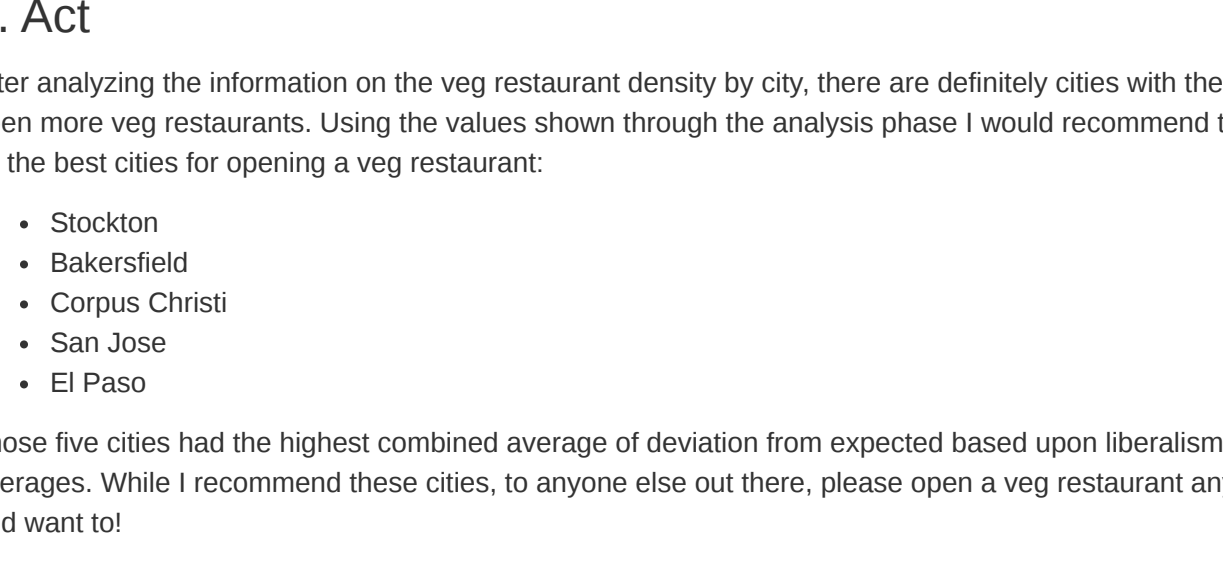 . Act
ter analyzing the information on the veg restaurant density by city, there are definitely cities with the
en more veg restaurants. Using the values shown through the analysis phase I would recommend t
the best cities for opening a veg restaurant:
• Stockton
• Bakersfield
• Corpus Christi
• San Jose
• El Paso
ose five cities had the highest combined average of deviation from expected based upon liberalism
erages. While I recommend these cities, to anyone else out there, please open a veg restaurant any
d want to!